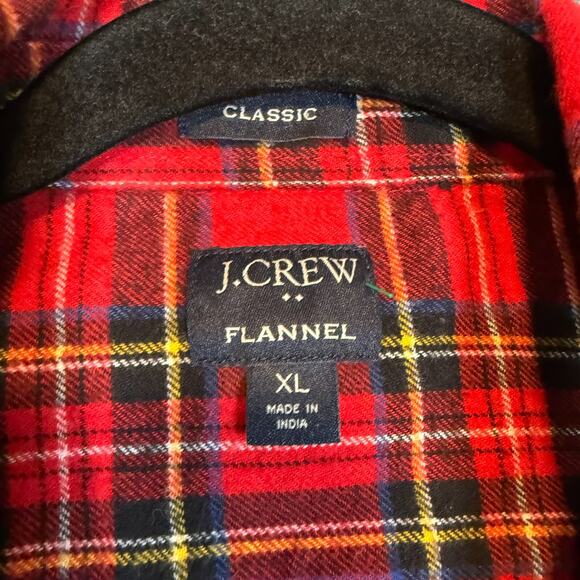 CLASSIC
J.CREW
FLANNEL
XL
MADE IN
INDIA